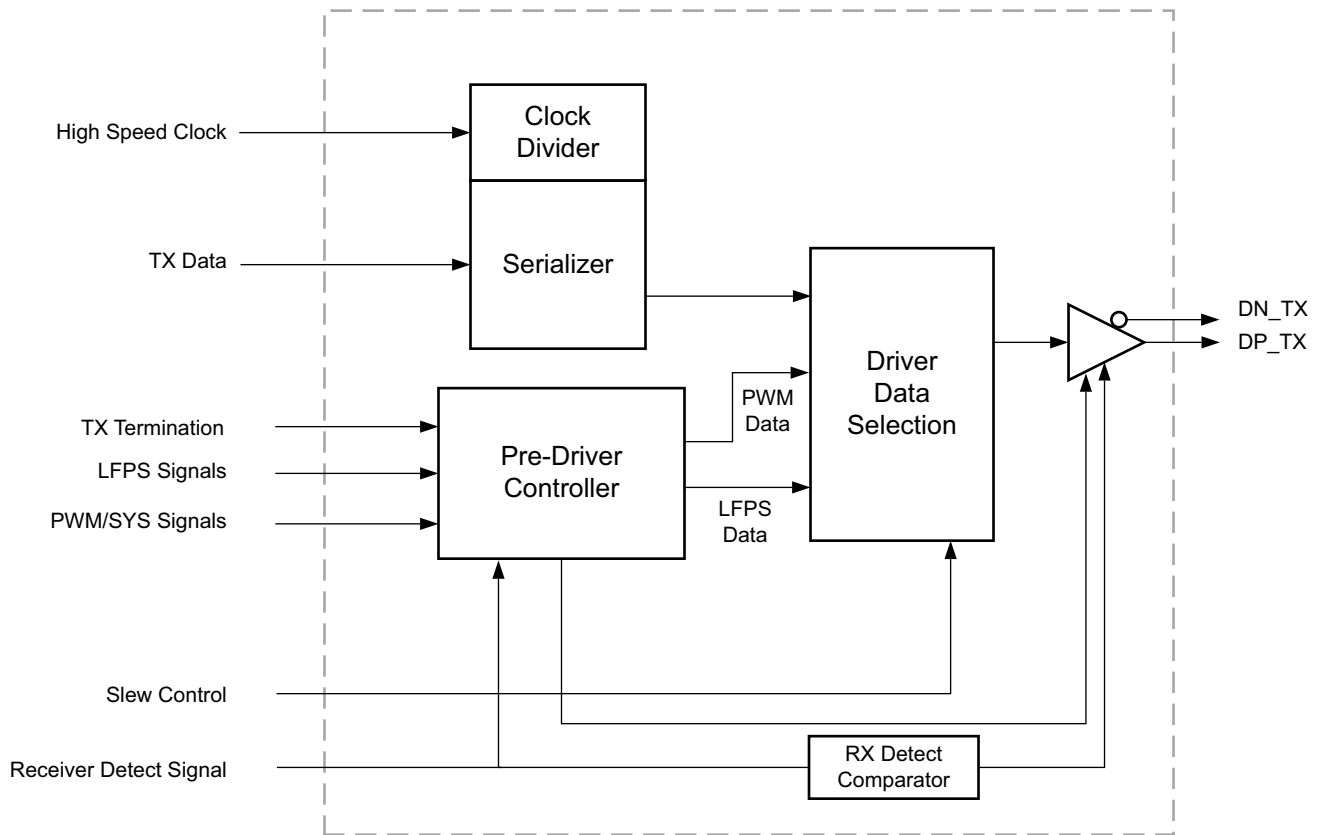 High Speed Clock
Clock
Divider
TX Data
Serializer
DN_TX
DP_TX
Driver
Data
Selection
PWM
Data
TX Termination
LFPS Signals
PWM/SYS Signals
Pre-Driver
Controller
LFPS
Data
Slew Control
Receiver Detect Signal
RX Detect
Comparator